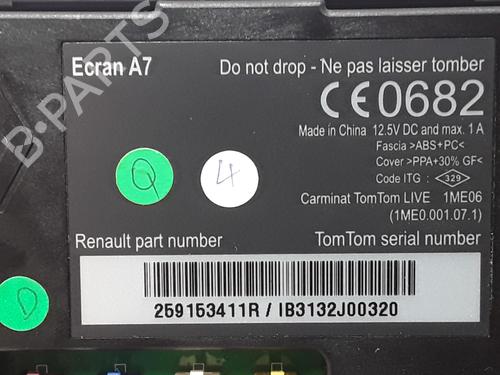 B-PARTS
Ecran A7
Do not drop - Ne pas laisser tomber
CE0682
Made in China 12.5V DC and max. 1 A
Fascia >ABS+PC<
Cover >PPA+30% GF<
Code ITG : 329
Carminat TomTom LIVE 1ME06
(1ME0.001.07.1)
Q
4
Renault part number
TomTom serial number
259153411R / IB3132J00320